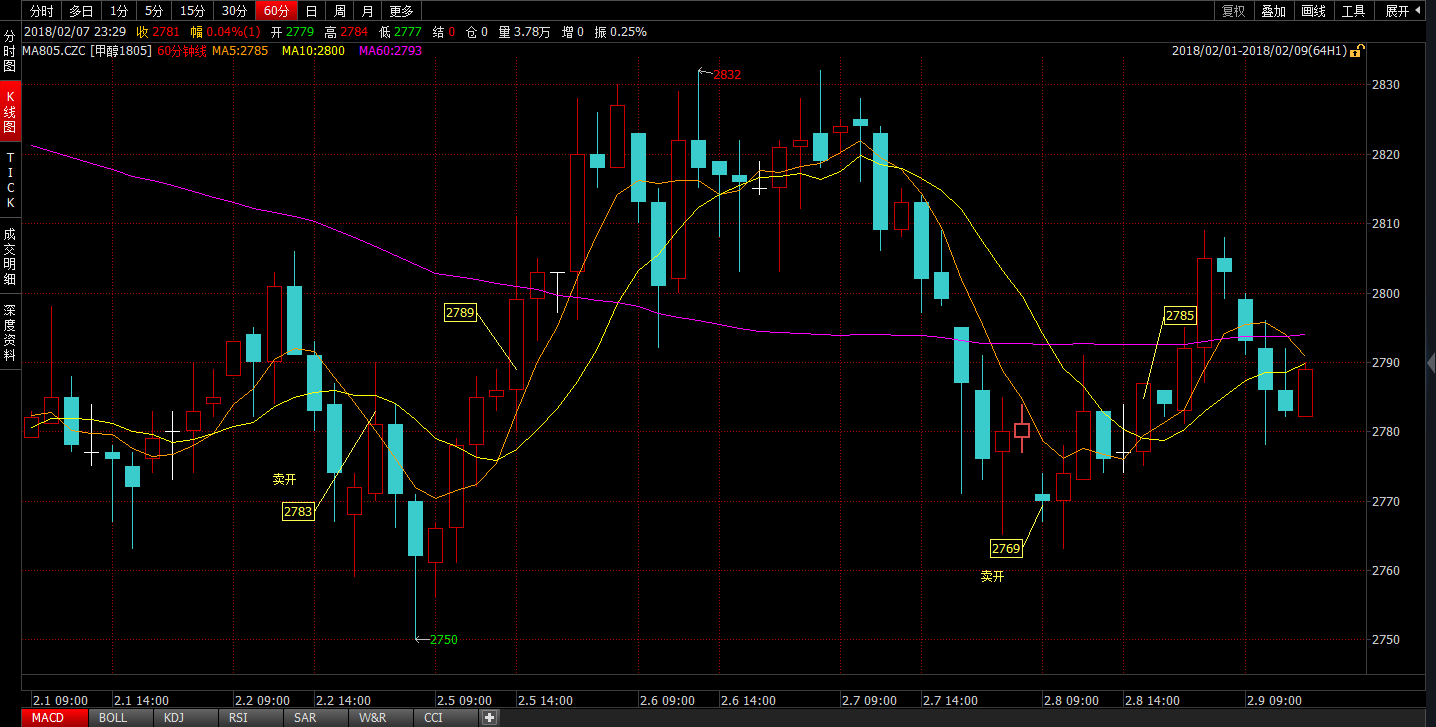 分时 多日 1分 5分 15分 30分 60分 日 周 月 更多 复权 叠加 画线 工具 展开
2018/02/07 23:29 收 2781 幅 0.04%(1) 开 2779 高 2784 低 2777 结 0 仓 0 量 3.78万 增 0 振 0.25%
MA805.CZC [甲醇1805] 60分钟线 MA5:2785 MA10:2800 MA60:2793 2018/02/01-2018/02/09(64H1)
分时图
K线图
TICK
成交明细
深度资料
2832
2830
2820
2810
2800
2789
2785
2790
2780
卖开
2783
2770
2769
卖开
2760
2750
2750
2.1 09:00 2.1 14:00 2.2 09:00 2.2 14:00 2.5 09:00 2.5 14:00 2.6 09:00 2.6 14:00 2.7 09:00 2.7 14:00 2.8 09:00 2.8 14:00 2.9 09:00
MACD BOLL KDJ RSI SAR W&R CCI